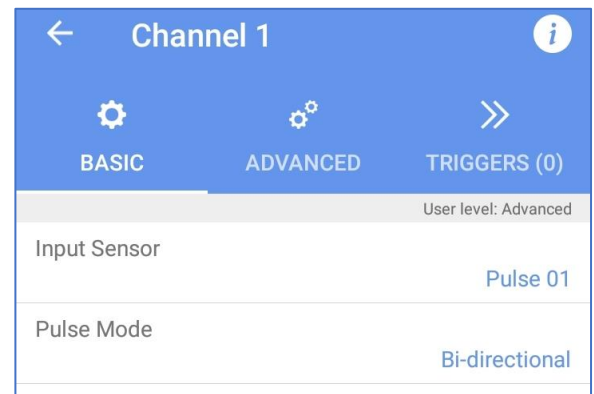 Channel 1
BASIC ADVANCED TRIGGERS (0)
User level: Advanced
Input Sensor
Pulse 01
Pulse Mode
Bi-directional